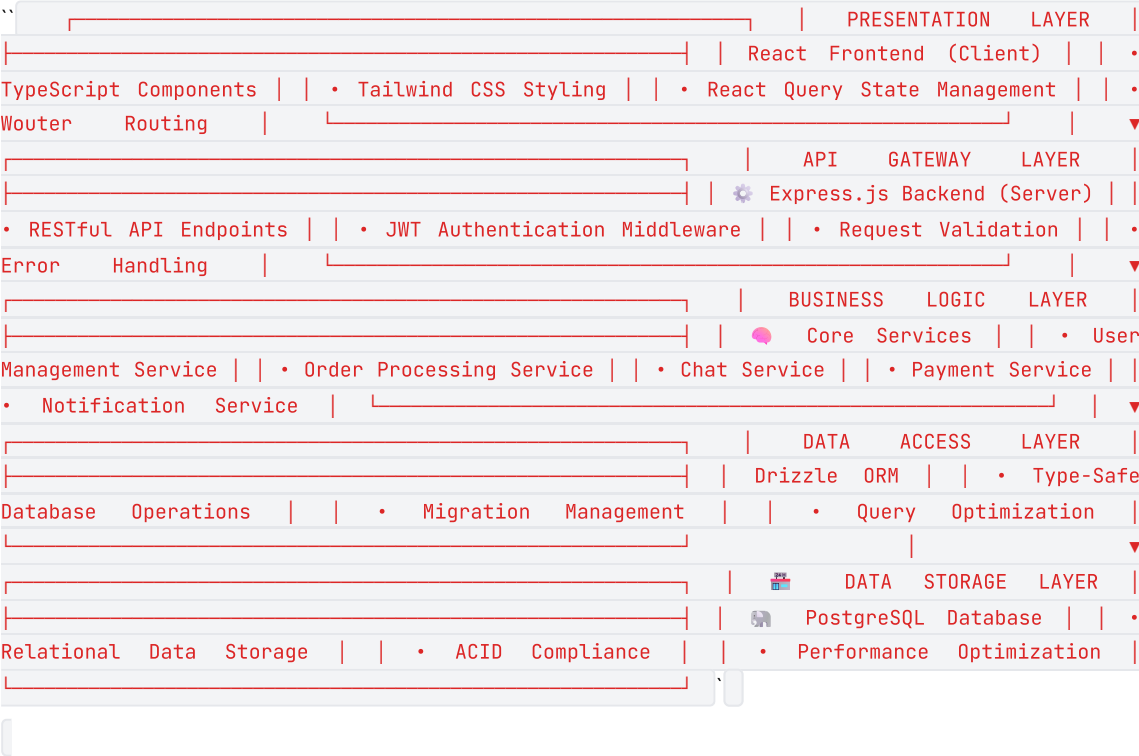 `` ┌─────────────────────────────────────────────────────────┐ │ PRESENTATION LAYER │
├─────────────────────────────────────────────────────────┤ │ React Frontend (Client) │ │ •
TypeScript Components │ │ • Tailwind CSS Styling │ │ • React Query State Management │ │ •
Wouter Routing │ └─────────────────────────────────────────────────────────┘ │ ▼
┌─────────────────────────────────────────────────────────┐ │ API GATEWAY LAYER │
├─────────────────────────────────────────────────────────┤ │ ⚙️ Express.js Backend (Server) │ │
• RESTful API Endpoints │ │ • JWT Authentication Middleware │ │ • Request Validation │ │ •
Error Handling │ └─────────────────────────────────────────────────────────┘ │ ▼
┌─────────────────────────────────────────────────────────┐ │ BUSINESS LOGIC LAYER │
├─────────────────────────────────────────────────────────┤ │ 🧠 Core Services │ │ • User
Management Service │ │ • Order Processing Service │ │ • Chat Service │ │ • Payment Service │ │
• Notification Service │ └─────────────────────────────────────────────────────────┘ │ ▼
┌─────────────────────────────────────────────────────────┐ │ DATA ACCESS LAYER │
├─────────────────────────────────────────────────────────┤ │ Drizzle ORM │ │ • Type-Safe
Database Operations │ │ • Migration Management │ │ • Query Optimization │
└─────────────────────────────────────────────────────────┘ │ ▼
┌─────────────────────────────────────────────────────────┐ │ 🏪 DATA STORAGE LAYER │
├─────────────────────────────────────────────────────────┤ │ 🐘 PostgreSQL Database │ │ •
Relational Data Storage │ │ • ACID Compliance │ │ • Performance Optimization │
└─────────────────────────────────────────────────────────┘ `